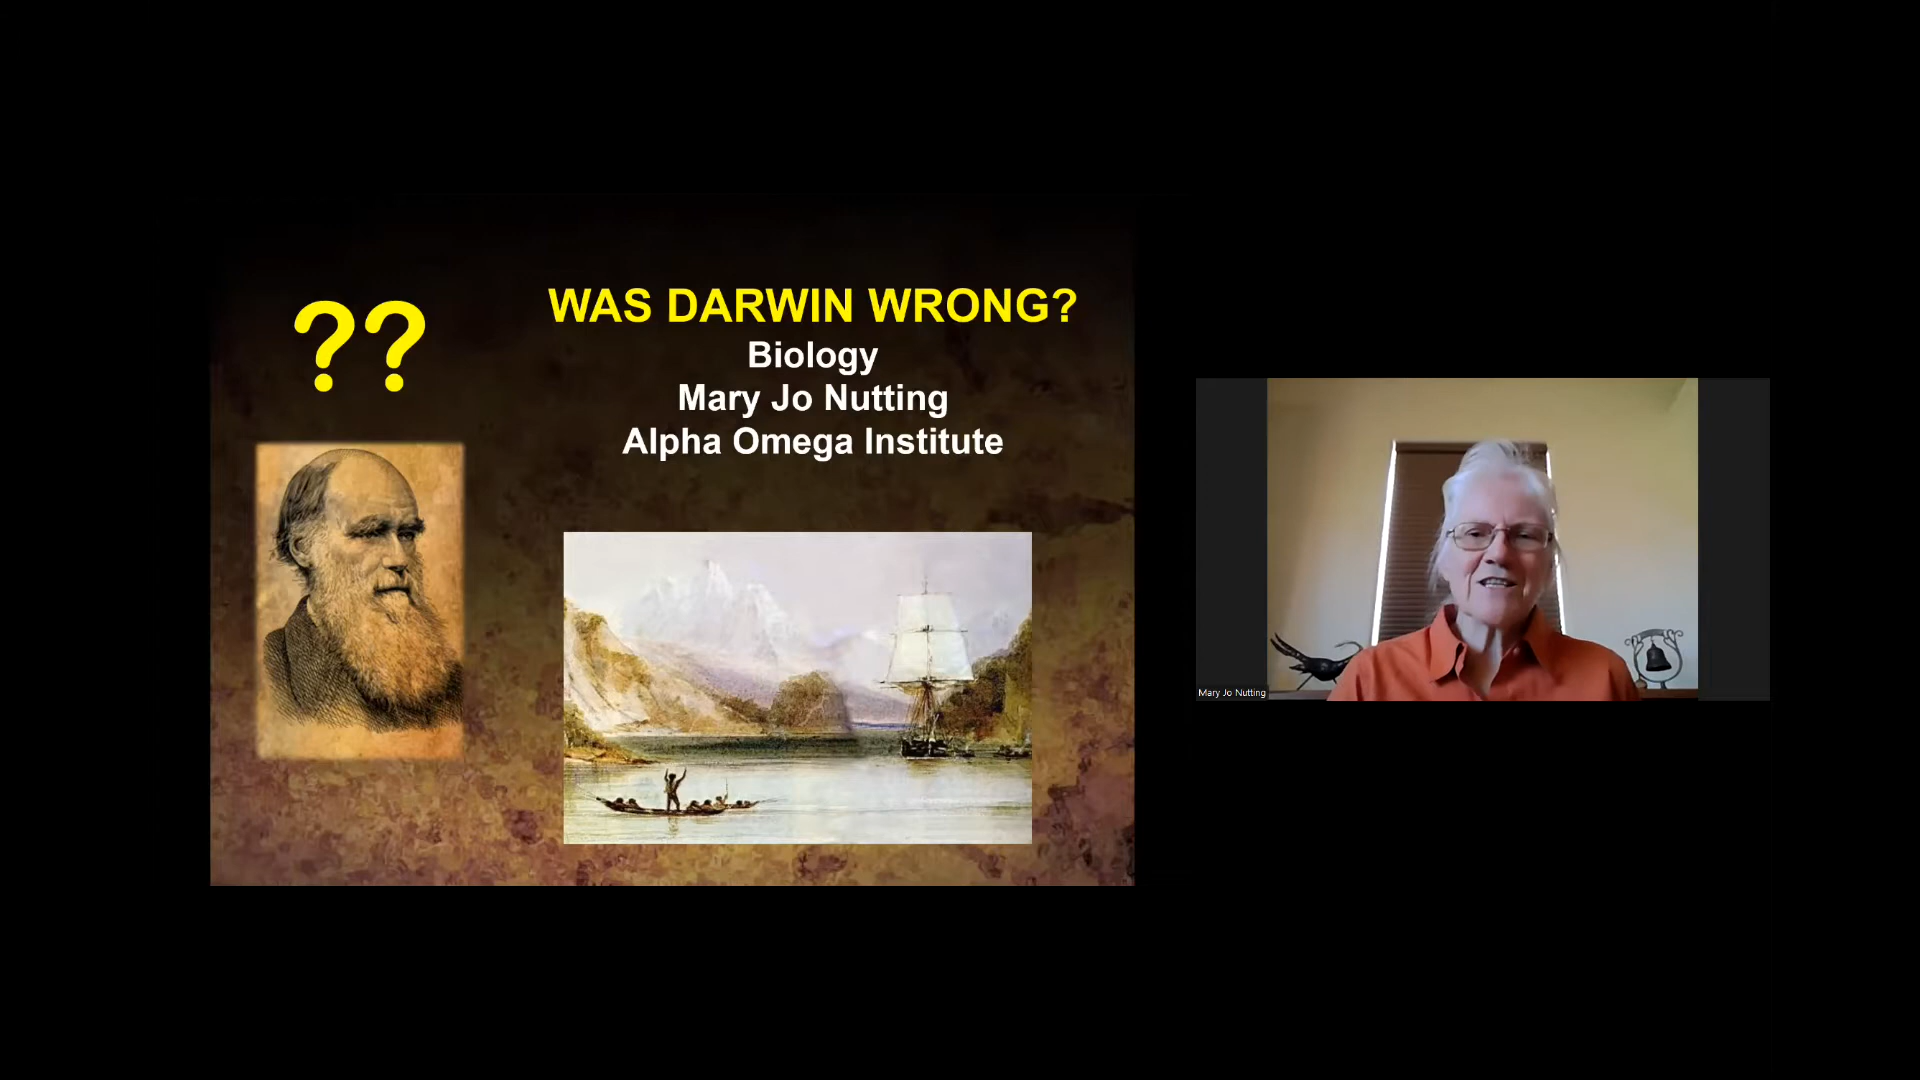 ??
WAS DARWIN WRONG?
Biology
Mary Jo Nutting
Alpha Omega Institute
Mary Jo Nutting